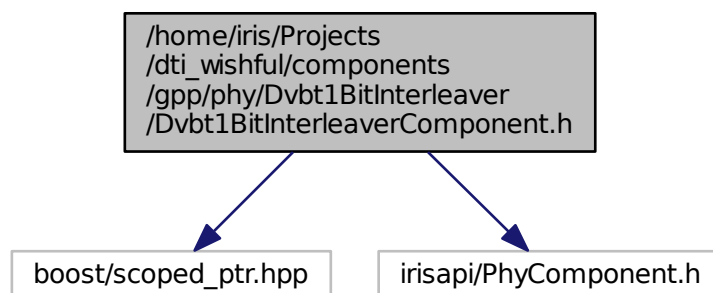 /home/iris/Projects
/dti_wishful/components
/gpp/phy/Dvbt1BitInterleaver
/Dvbt1BitInterleaverComponent.h
boost/scoped_ptr.hpp
irisapi/PhyComponent.h